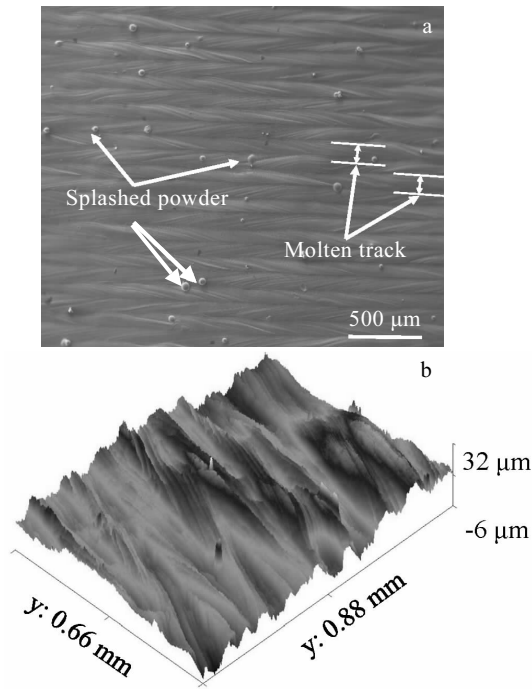 a
Splashed powder
Molten track
500 μm
b
32 μm
-6 μm
y: 0.66 mm
y: 0.88 mm